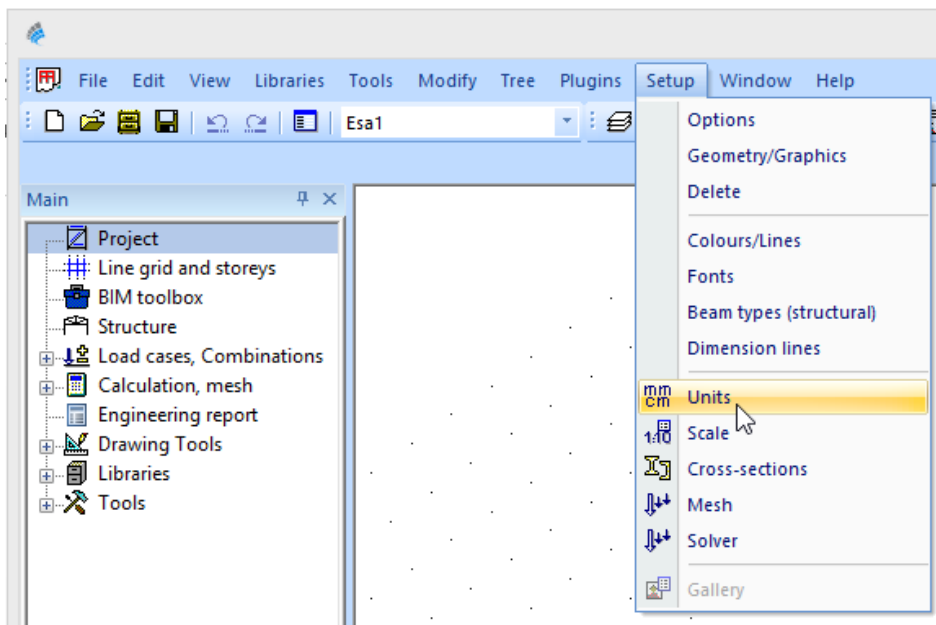 File Edit View Libraries Tools Modify Tree Plugins Setup Window Help
Esa1
Main
Project
Line grid and storeys
BIM toolbox
Structure
Load cases, Combinations
Calculation, mesh
Engineering report
Drawing Tools
Libraries
Tools
Options
Geometry/Graphics
Delete
Colours/Lines
Fonts
Beam types (structural)
Dimension lines
mm
cm Units
1:10 Scale
Cross-sections
Mesh
Solver
Gallery